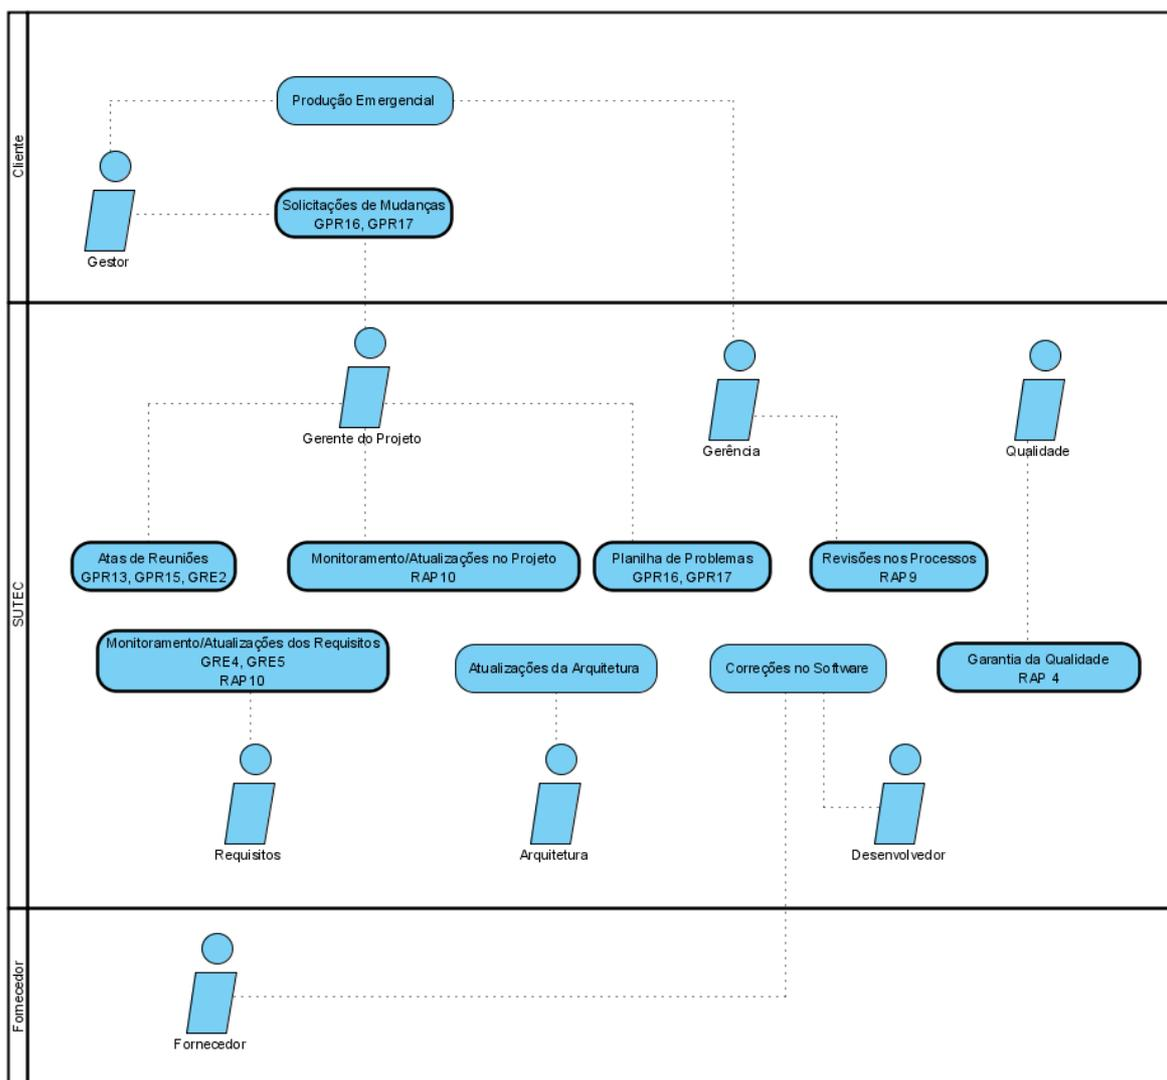 Cliente
Produção Emergencial
Solicitações de Mudanças
GPR16, GPR17
Gestor
SUTEC
Gerente do Projeto
Gerência
Qualidade
Atas de Reuniões
GPR13, GPR15, GRE2
Monitoramento/Atualizações no Projeto
RAP10
Planilha de Problemas
GPR16, GPR17
Revisões nos Processos
RAP9
Monitoramento/Atualizações dos Requisitos
GRE4, GRE5
RAP10
Atualizações da Arquitetura
Correções no Software
Garantia da Qualidade
RAP 4
Requisitos
Arquitetura
Desenvolvedor
Fornecedor
Fornecedor